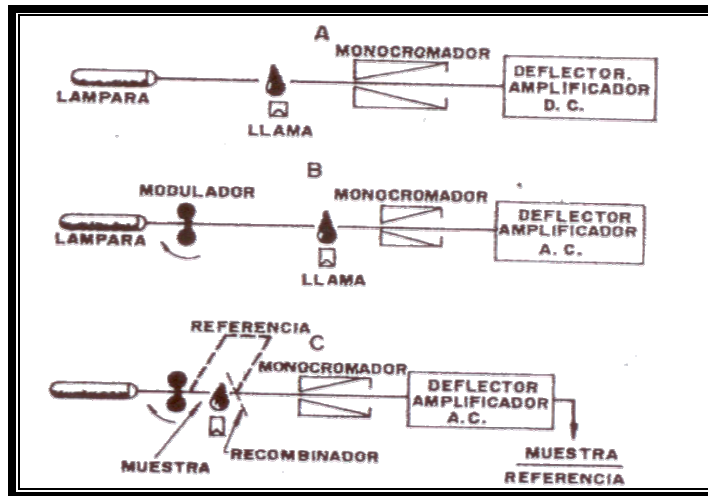 A
MONOCROMADOR
DEFLECTOR.
AMPLIFICADOR
D. C.
LAMPARA
LLAMA
B
MODULADOR
MONOCROMADOR
DEFLECTOR
AMPLIFICADOR
A. C.
LAMPARA
LLAMA
REFERENCIA
C
MONOCROMADOR
DEFLECTOR
AMPLIFICADOR
A.C.
MUESTRA
RECOMBINADOR
MUESTRA
REFERENCIA